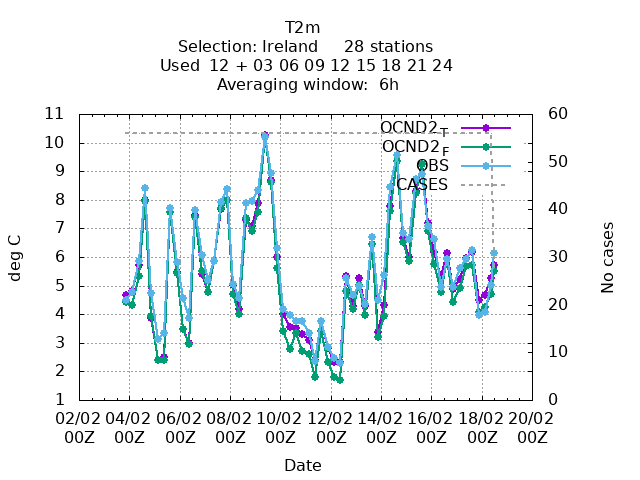 T2m
Selection: Ireland 28 stations
Used 12 + 03 06 09 12 15 18 21 24
Averaging window: 6h
11 60
OCND2_T
10
OCND2_F
9 50
OBS
CASES
8 40
7
6 30
5
4 20
3 10
2
1 0
deg C
No cases
02/02 04/02 06/02 08/02 10/02 12/02 14/02 16/02 18/02 20/02
00Z 00Z 00Z 00Z 00Z 00Z 00Z 00Z 00Z 00Z
Date